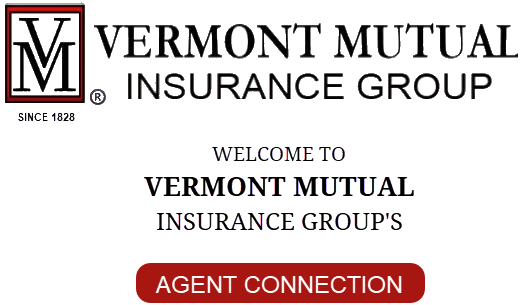 VM
VERMONT MUTUAL
INSURANCE GROUP
®
SINCE 1828
WELCOME TO
VERMONT MUTUAL
INSURANCE GROUP'S
AGENT CONNECTION